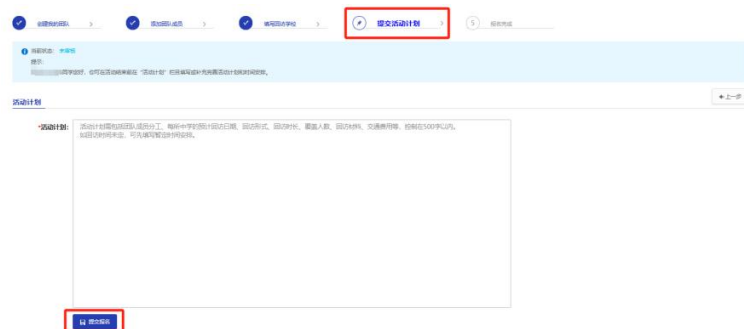 创建我的团队
添加团队成员
填写回访学校
提交活动计划
5 报名完成
当前状态： 未审核
提示：
同学您好，您可在活动结束前在“活动计划”栏目填写或补充完善活动计划和时间安排。
上一步
活动计划
*活动计划：
活动计划需包括团队成员分工、每所中学的预计回访日期、回访形式、回访时长、覆盖人数、回访材料、交通费用等，控制在500字以内。
如回访时间未定，可先填写暂定时间安排。
提交报名